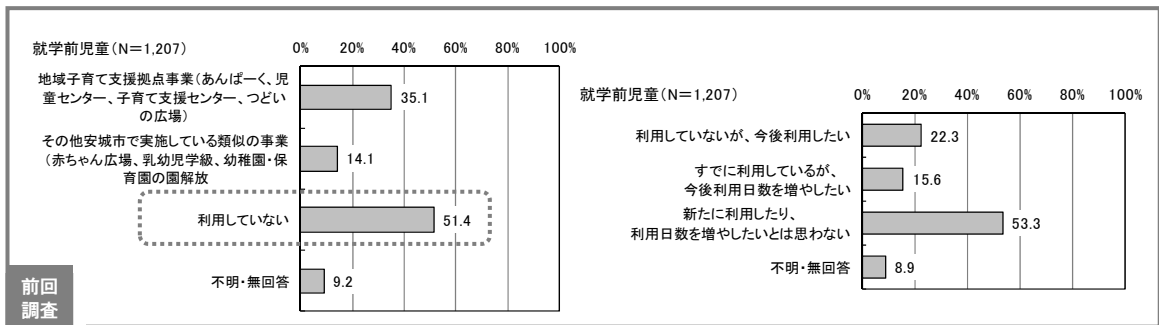 就学前児童(N=1,207)
0% 20% 40% 60% 80% 100%
地域子育て支援拠点事業(あんぱーく、児
童センター、子育て支援センター、つどい
の広場)
35.1
その他安城市で実施している類似の事業
(赤ちゃん広場、乳幼児学級、幼稚園・保
育園の園解放
14.1
利用していない
51.4
不明・無回答
9.2
就学前児童(N=1,207)
0% 20% 40% 60% 80% 100%
利用していないが、今後利用したい
22.3
すでに利用しているが、
今後利用日数を増やしたい
15.6
新たに利用したり、
利用日数を増やしたいとは思わない
53.3
不明・無回答
8.9
前回
調査